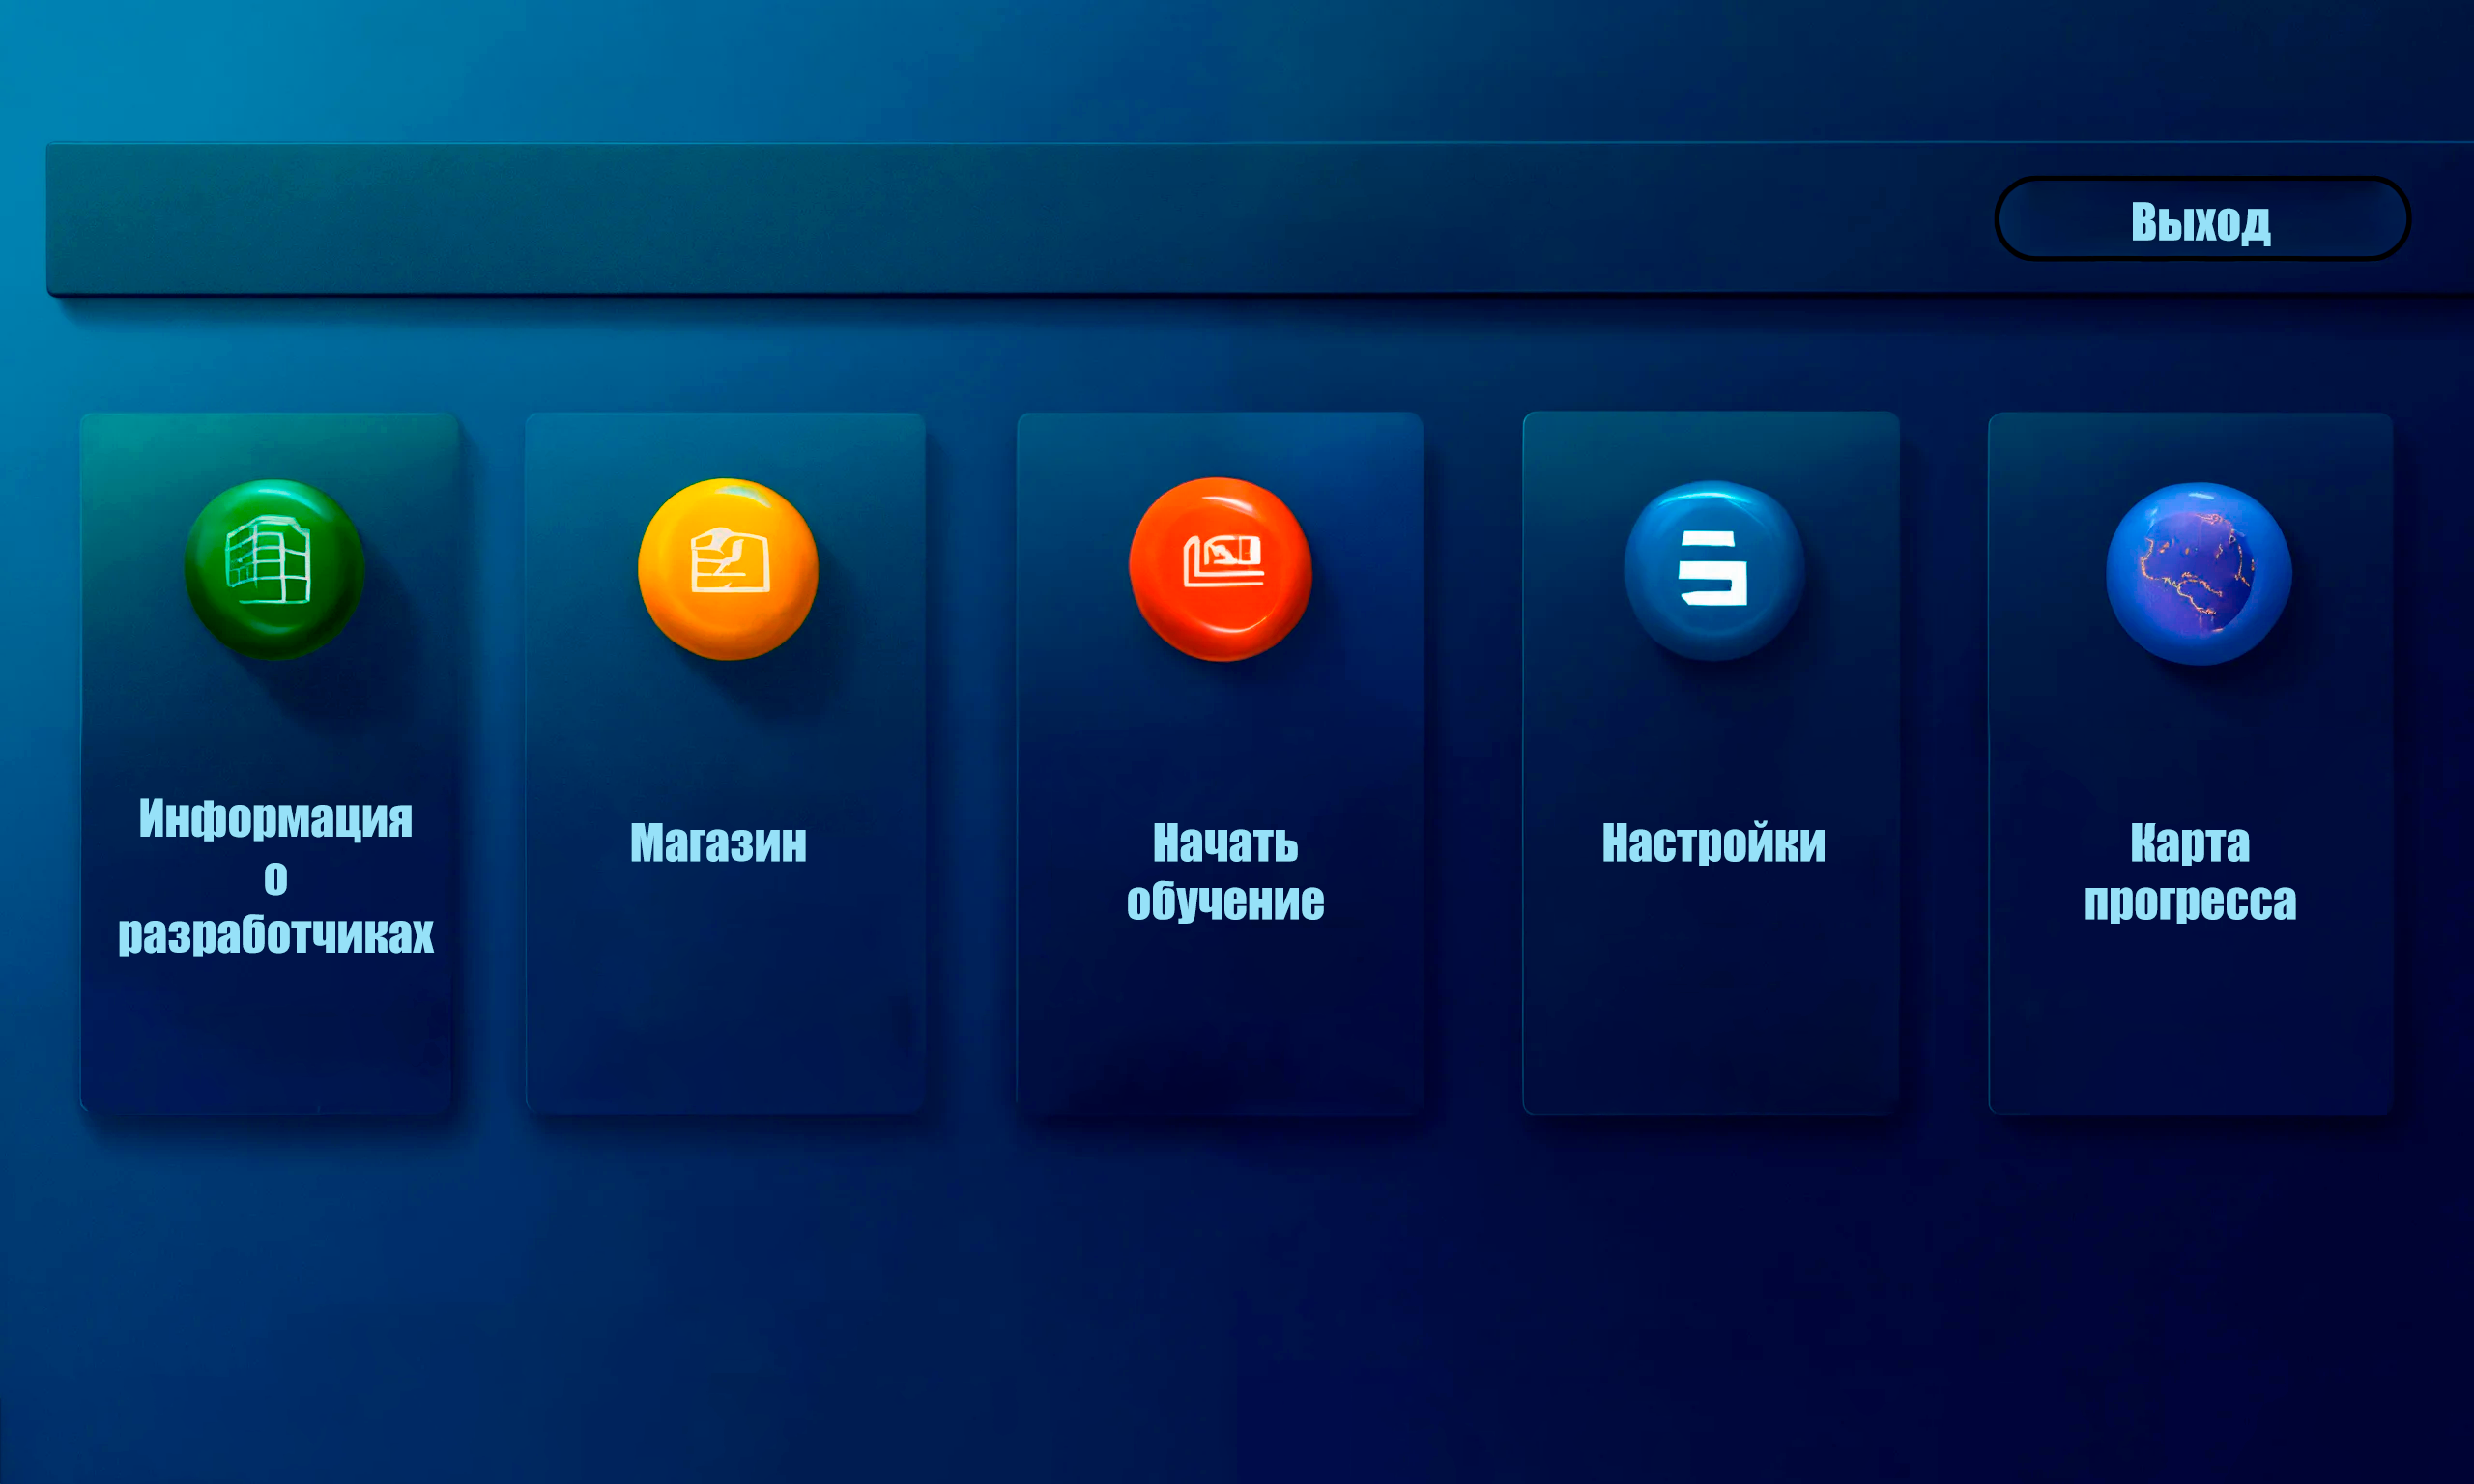 Выход
Информация
о
разработчиках
Магазин
Начать
обучение
Настройки
Карта
прогресса